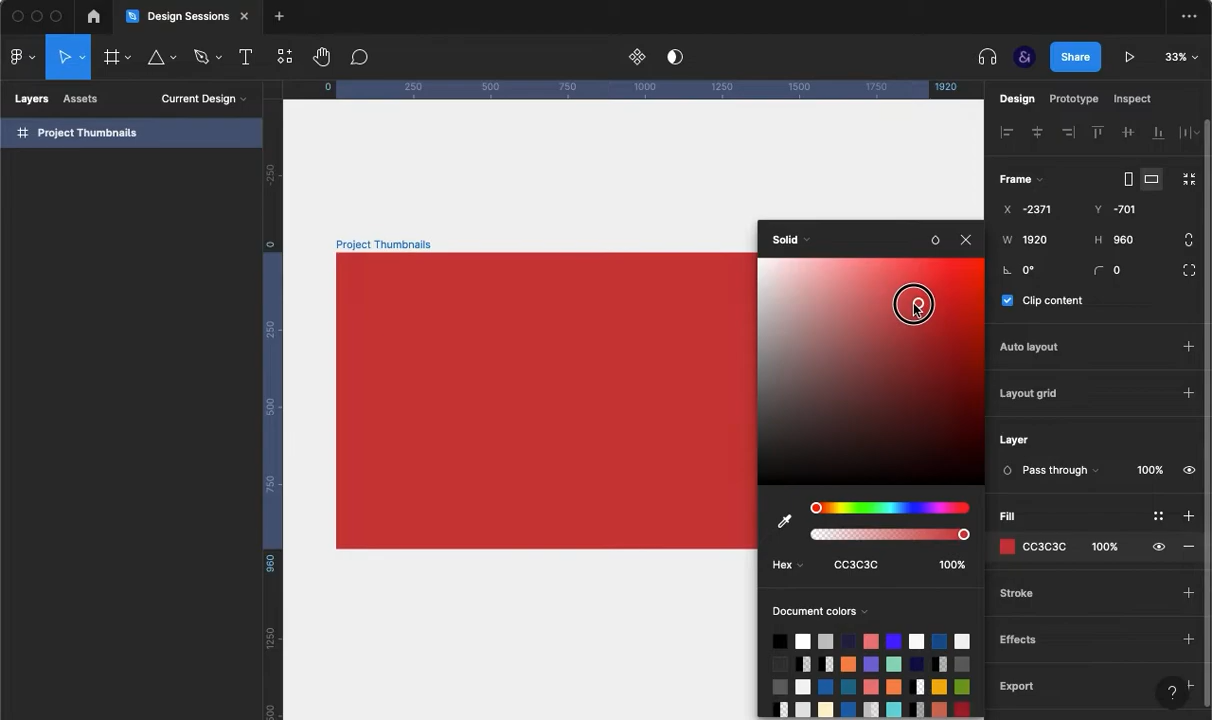 Design Sessions
Share
33%
Layers Assets Current Design
Project Thumbnails
0 250 500 750 1000 1250 1500 1750 1920
-250
0
250
500
750
960
1250
Project Thumbnails
Solid
Hex CC3C3C 100%
Document colors
Design Prototype Inspect
Frame
X -2371 Y -701
W 1920 H 960
0° 0
Clip content
Auto layout
Layout grid
Layer
Pass through 100%
Fill
CC3C3C 100%
Stroke
Effects
Export
?